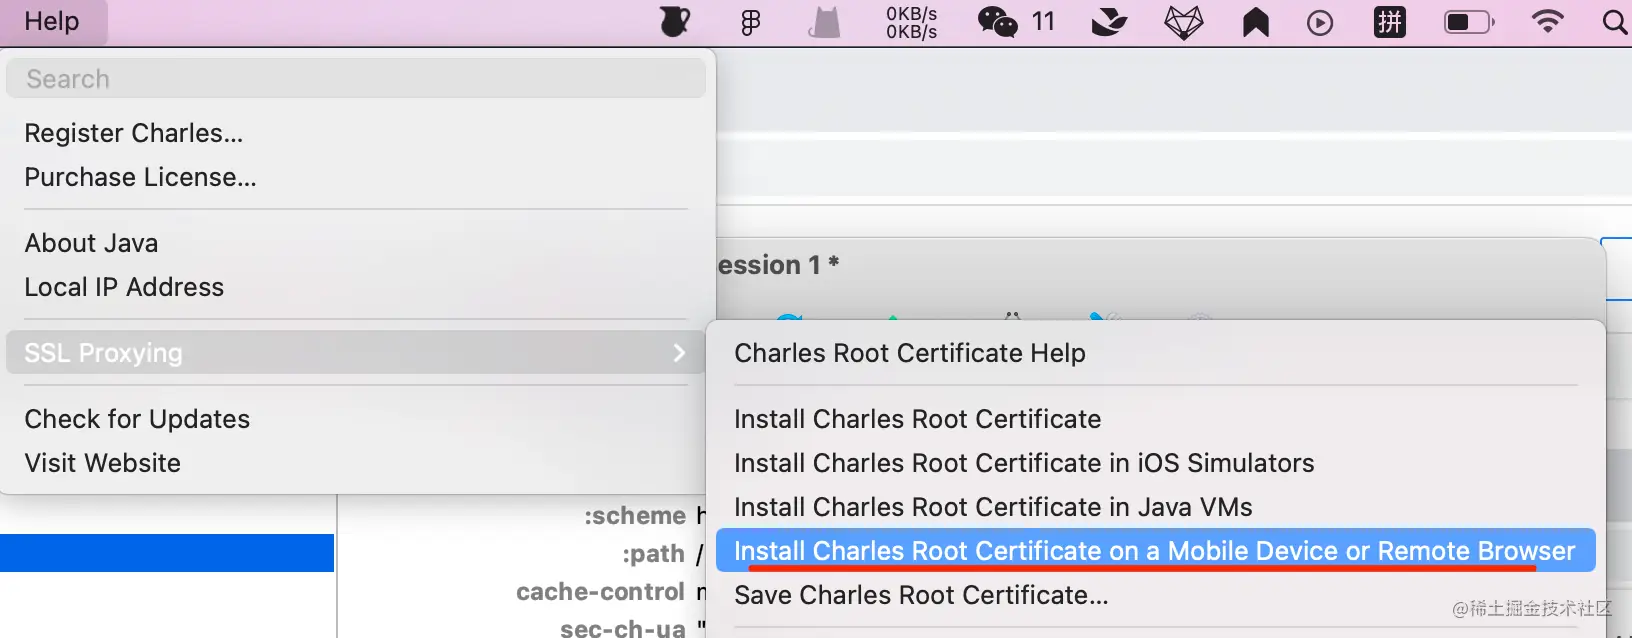 Help
0KB/s
0KB/s
11
拼
Search
Register Charles...
Purchase License...
About Java
Local IP Address
ession 1 *
SSL Proxying
Charles Root Certificate Help
Check for Updates
Install Charles Root Certificate
Visit Website
Install Charles Root Certificate in iOS Simulators
Install Charles Root Certificate in Java VMs
:scheme h
Install Charles Root Certificate on a Mobile Device or Remote Browser
:path /
cache-control
Save Charles Root Certificate...
sec-ch-ua "
@稀土掘金技术社区